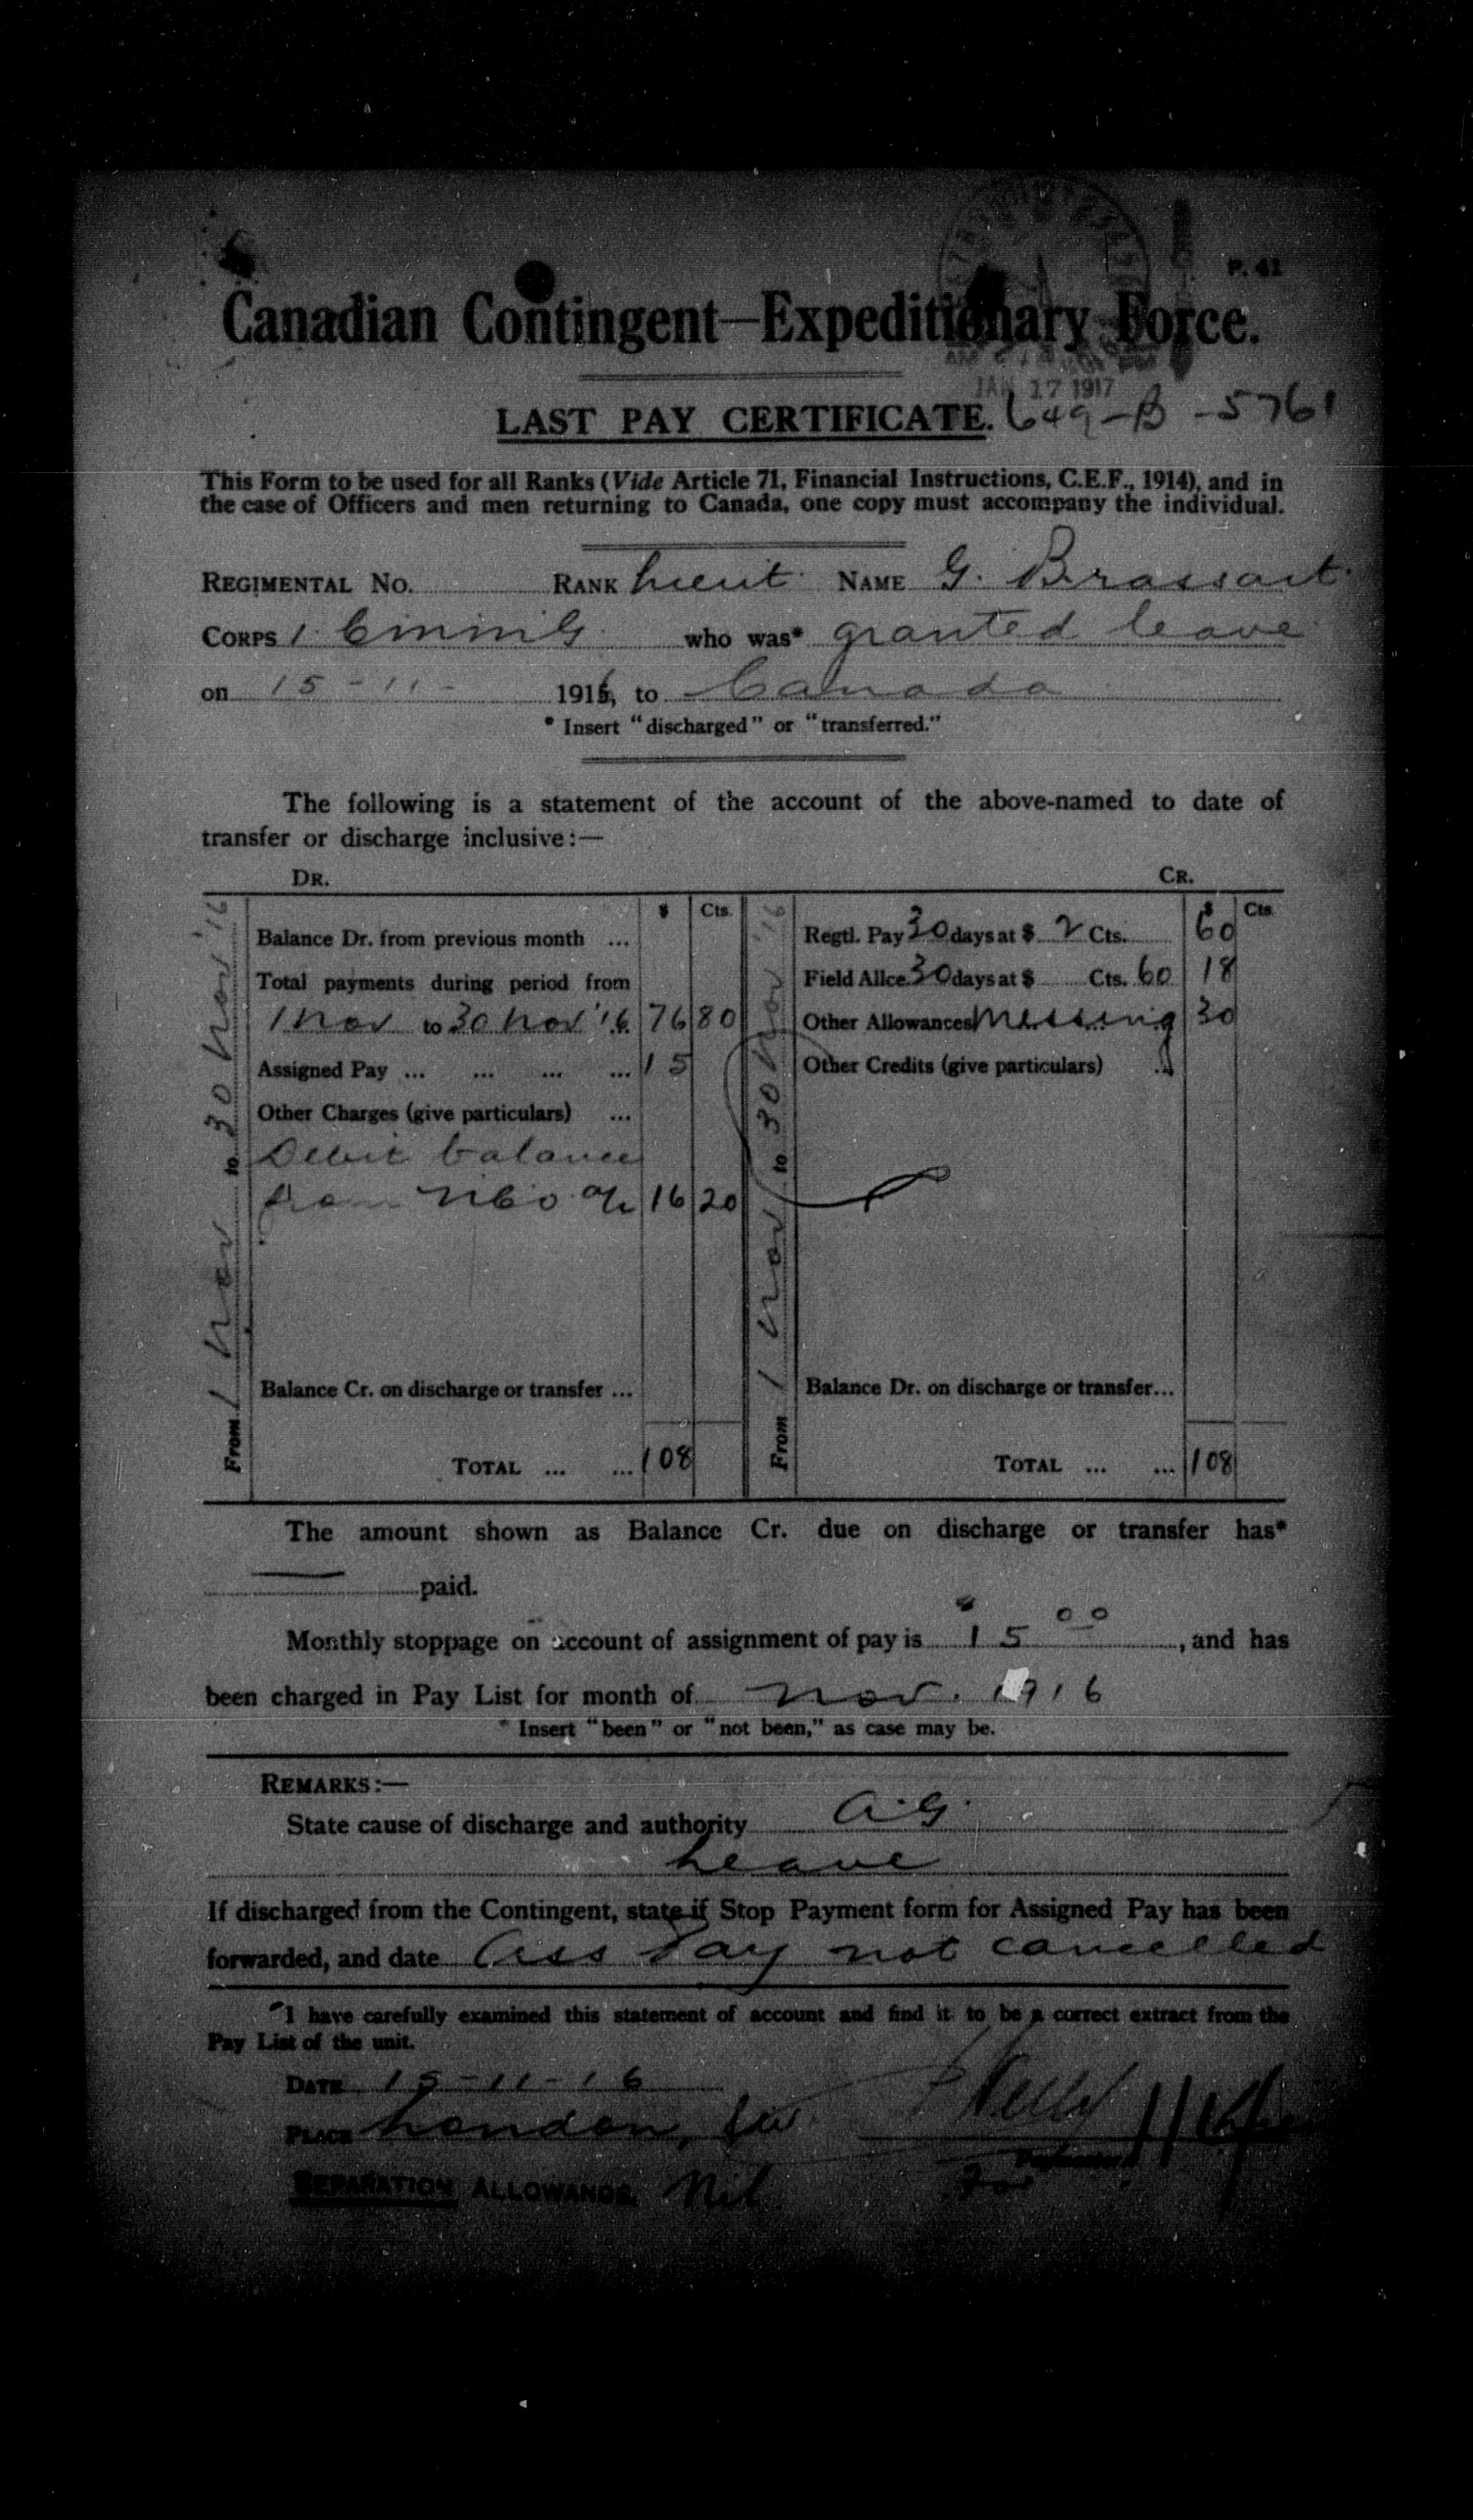 P. 41
Canadian Contingent—Expeditionary Force.
JAN 17 1917
LAST PAY CERTIFICATE. 649-B-5761
This Form to be used for all Ranks (Vide Article 71, Financial Instructions, C.E.F., 1914), and in
the case of Officers and men returning to Canada, one copy must accompany the individual.
REGIMENTAL No. RANK Lieut. NAME G. Brassart
CORPS 1 CMMG who was* granted leave
on 15-11- 1916, to Canada
* Insert "discharged" or "transferred."
The following is a statement of the account of the above-named to date of
transfer or discharge inclusive:—
DR. CR.
From 1 Nov to 30 Nov '16
$ Cts.
Balance Dr. from previous month ...
Total payments during period from
1 Nov to 30 Nov '16 76 80
Assigned Pay ... ... ... ... 15
Other Charges (give particulars) ...
Debit balance
from 16 20
Balance Cr. on discharge or transfer ...
TOTAL ... ... 108
From 1 Nov to 30 Nov '16
$ Cts
Regtl. Pay 30 days at $ 2 Cts. 60
Field Allce. 30 days at $ Cts. 60 18
Other Allowances Messing 30
Other Credits (give particulars) ...
Balance Dr. on discharge or transfer...
TOTAL ... ... 108
The amount shown as Balance Cr. due on discharge or transfer has*
paid.
Monthly stoppage on account of assignment of pay is $15 00, and has
been charged in Pay List for month of Nov. 1916
* Insert "been" or "not been," as case may be.
REMARKS:—
State cause of discharge and authority A.G.
Leave
If discharged from the Contingent, state if Stop Payment form for Assigned Pay has been
forwarded, and date Ass Pay not cancelled
*I have carefully examined this statement of account and find it to be a correct extract from the
Pay List of the unit.
DATE 15-11-16
PLACE London,
For Paymaster
SEPARATION ALLOWANCE. Nil